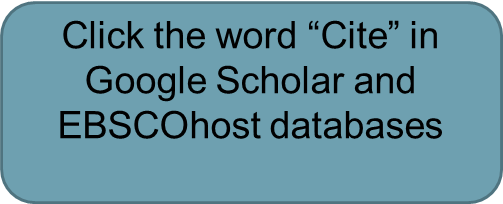 Click the word “Cite” in
Google Scholar and
EBSCOhost databases